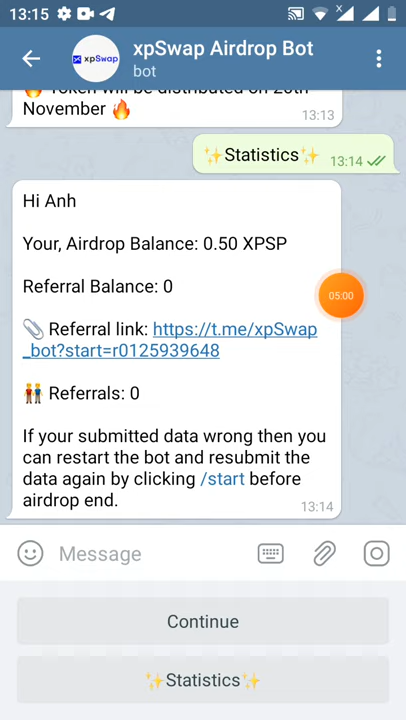 13:15
xpSwap Airdrop Bot
xpSwap
bot
November 🔥
13:13
✨Statistics✨ 13:14
Hi Anh
Your, Airdrop Balance: 0.50 XPSP
Referral Balance: 0
05:00
📎 Referral link: https://t.me/xpSwap
_bot?start=r0125939648
👬 Referrals: 0
If your submitted data wrong then you
can restart the bot and resubmit the
data again by clicking /start before
airdrop end.
13:14
Message
Continue
✨Statistics✨